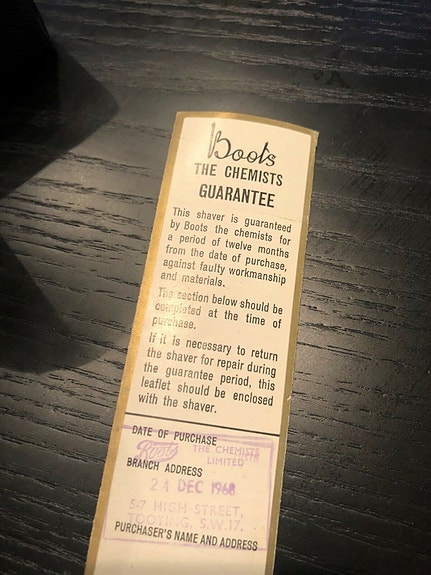 Boots
THE CHEMISTS
GUARANTEE
This shaver is guaranteed
by Boots the chemists for
a period of twelve months
from the date of purchase,
against faulty workmanship
and materials.
The section below should be
completed at the time of
purchase.
If it is necessary to return
the shaver for repair during
the guarantee period, this
leaflet should be enclosed
with the shaver.
DATE OF PURCHASE
Boots THE CHEMISTS
LIMITED
BRANCH ADDRESS
24 DEC 1968
5-7 HIGH STREET,
TOOTING, S.W.17.
PURCHASER'S NAME AND ADDRESS